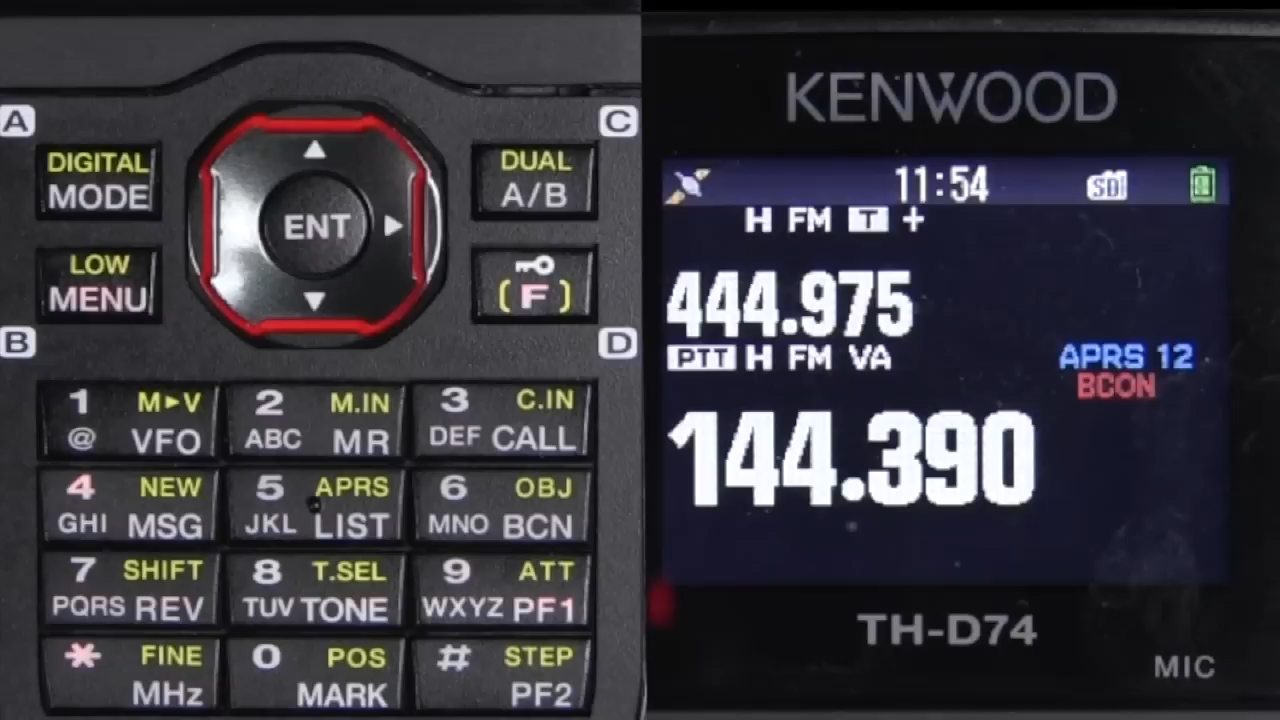 A
C
DIGITAL
MODE
▲
DUAL
A/B
ENT ▶
LOW
MENU
▼
[F]
B
D
1 M►V
@ VFO
2 M.IN
ABC MR
3 C.IN
DEF CALL
4 NEW
GHI MSG
5 APRS
JKL LIST
6 OBJ
MNO BCN
7 SHIFT
PQRS REV
8 T.SEL
TUV TONE
9 ATT
WXYZ PF1
* FINE
MHz
0 POS
MARK
# STEP
PF2
KENWOOD
11:54 SD
H FM T +
444.975
PTT H FM VA APRS 12
BCON
144.390
TH-D74
MIC